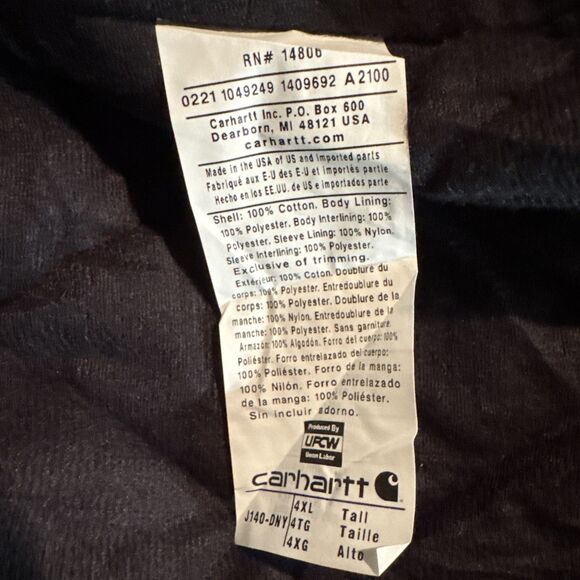 RN# 14806
0221 1049249 1409692 A 2100
Carhartt Inc. P.O. Box 600
Dearborn, MI 48121 USA
carhartt.com
Made in the USA of US and imported parts
Fabriqué aux E-U des E-U et importés parts
Hecho en los EE.UU. de US e importados parte
Shell: 100% Cotton. Body Lining:
100% Polyester. Body Interlining: 100%
Polyester. Sleeve Lining: 100% Nylon.
Sleeve Interlining: 100% Polyester.
Exclusive of trimming.
Extérieur: 100% Coton. Doublure du
corps: 100% Polyester. Entredoublure du
corps: 100% Polyester. Doublure de la
manche: 100% Nylon. Entredoublure de la
manche: 100% Polyester. Sans garniture.
Armazón: 100% Algodón. Forro del cuerpo: 100%
Poliéster. Forro entrelazado del cuerpo:
100% Poliéster. Forro de la manga:
100% Nilón. Forro entrelazado
de la manga: 100% Poliéster.
Sin incluir adorno.
Produced By
UFCW
Union Labor
carhartt
4XL Tall
J140-DNY 4TG Taille
4XG Alto